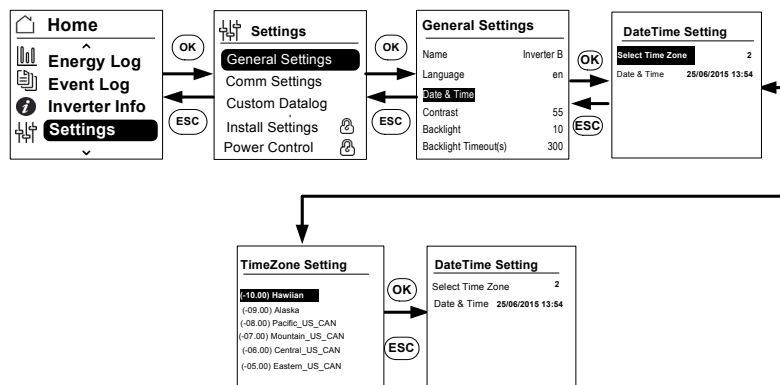 Home
Energy Log
Event Log
Inverter Info
Settings
OK
ESC
Settings
General Settings
Comm Settings
Custom Datalog
Install Settings
Power Control
OK
ESC
General Settings
Name Inverter B
Language en
Date & Time
Contrast 55
Backlight 10
Backlight Timeout(s) 300
OK
ESC
DateTime Setting
Select Time Zone 2
Date & Time 25/06/2015 13:54
TimeZone Setting
(-10.00) Hawiian
(-09.00) Alaska
(-08.00) Pacific_US_CAN
(-07.00) Mountain_US_CAN
(-06.00) Central_US_CAN
(-05.00) Eastern_US_CAN
OK
ESC
DateTime Setting
Select Time Zone 2
Date & Time 25/06/2015 13:54